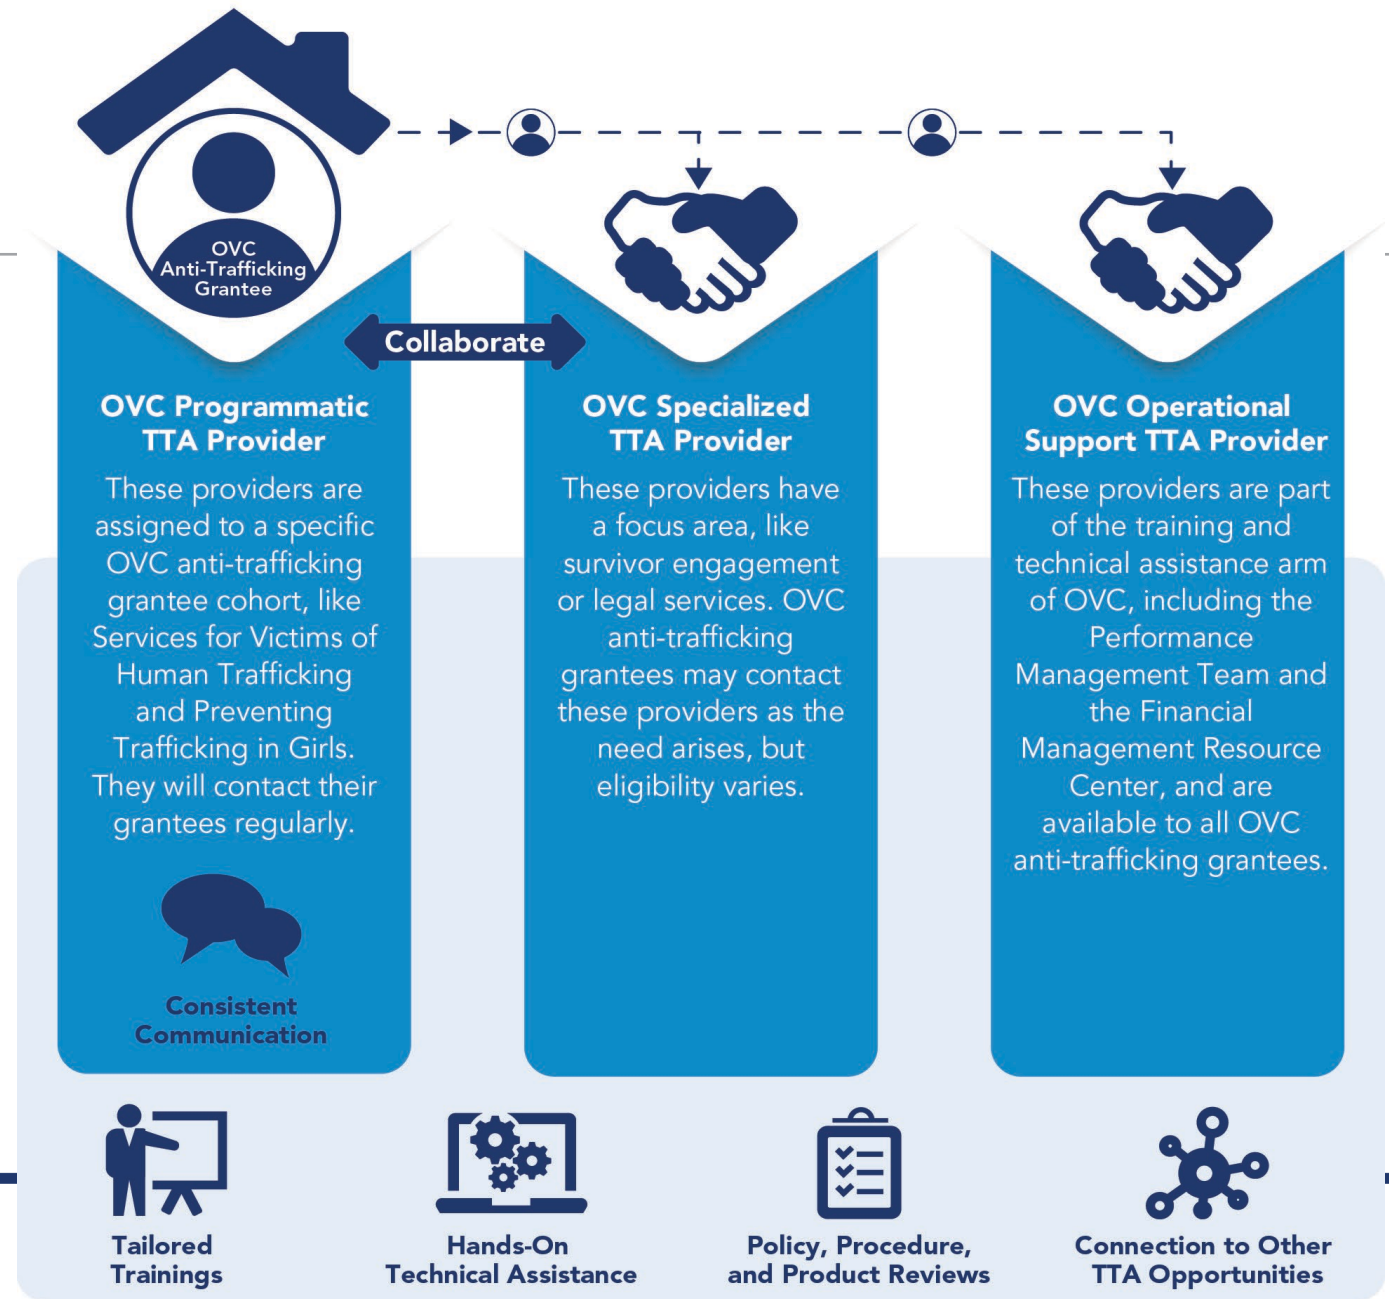 OVC
Anti-Trafficking
Grantee
Collaborate
OVC Programmatic
TTA Provider
These providers are
assigned to a specific
OVC anti-trafficking
grantee cohort, like
Services for Victims of
Human Trafficking
and Preventing
Trafficking in Girls.
They will contact their
grantees regularly.
Consistent
Communication
OVC Specialized
TTA Provider
These providers have
a focus area, like
survivor engagement
or legal services. OVC
anti-trafficking
grantees may contact
these providers as the
need arises, but
eligibility varies.
OVC Operational
Support TTA Provider
These providers are part
of the training and
technical assistance arm
of OVC, including the
Performance
Management Team and
the Financial
Management Resource
Center, and are
available to all OVC
anti-trafficking grantees.
Tailored
Trainings
Hands-On
Technical Assistance
Policy, Procedure,
and Product Reviews
Connection to Other
TTA Opportunities